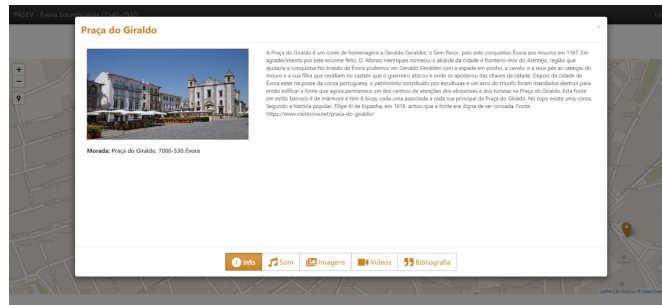 PASEV - Évora Soundscapes (1540-1910)
Praça do Giraldo
×
A Praça do Giraldo é um ícone de homenagem a Geraldo Geraldes, o Sem Pavor, pois este conquistou Évora aos mouros em 1167. Em
agradecimento por este enorme feito, D. Afonso Henriques nomeou-o alcaide da cidade e fronteiro-mor do Alentejo, região que
ajudaria a conquistar.No brasão de Évora podemos ver Geraldo Geraldes com a espada em punho, a cavalo, e a seus pés as cabeças do
mouro e a sua filha que residiam no castelo que o guerreiro atacou e onde se apoderou das chaves da cidade. Depois da cidade de
Évora estar na posse da coroa portuguesa, o património constituído por esculturas e um arco do triunfo foram mandados destruir para
então edificar a fonte que agora permanece um dos centros de atenções dos eborenses e dos turistas na Praça do Giraldo. Esta fonte
em estilo barroco é de mármore e tem 8 bicas, cada uma associada a cada rua principal da Praça do Giraldo. No topo existe uma coroa.
Segundo a história popular, Filipe III de Espanha, em 1619, achou que a fonte era digna de ser coroada. Fonte:
https://www.visitevora.net/praca-do-giraldo/
Morada: Praça do Giraldo, 7000-530 Évora
Info Som Imagens Vídeos Bibliografia